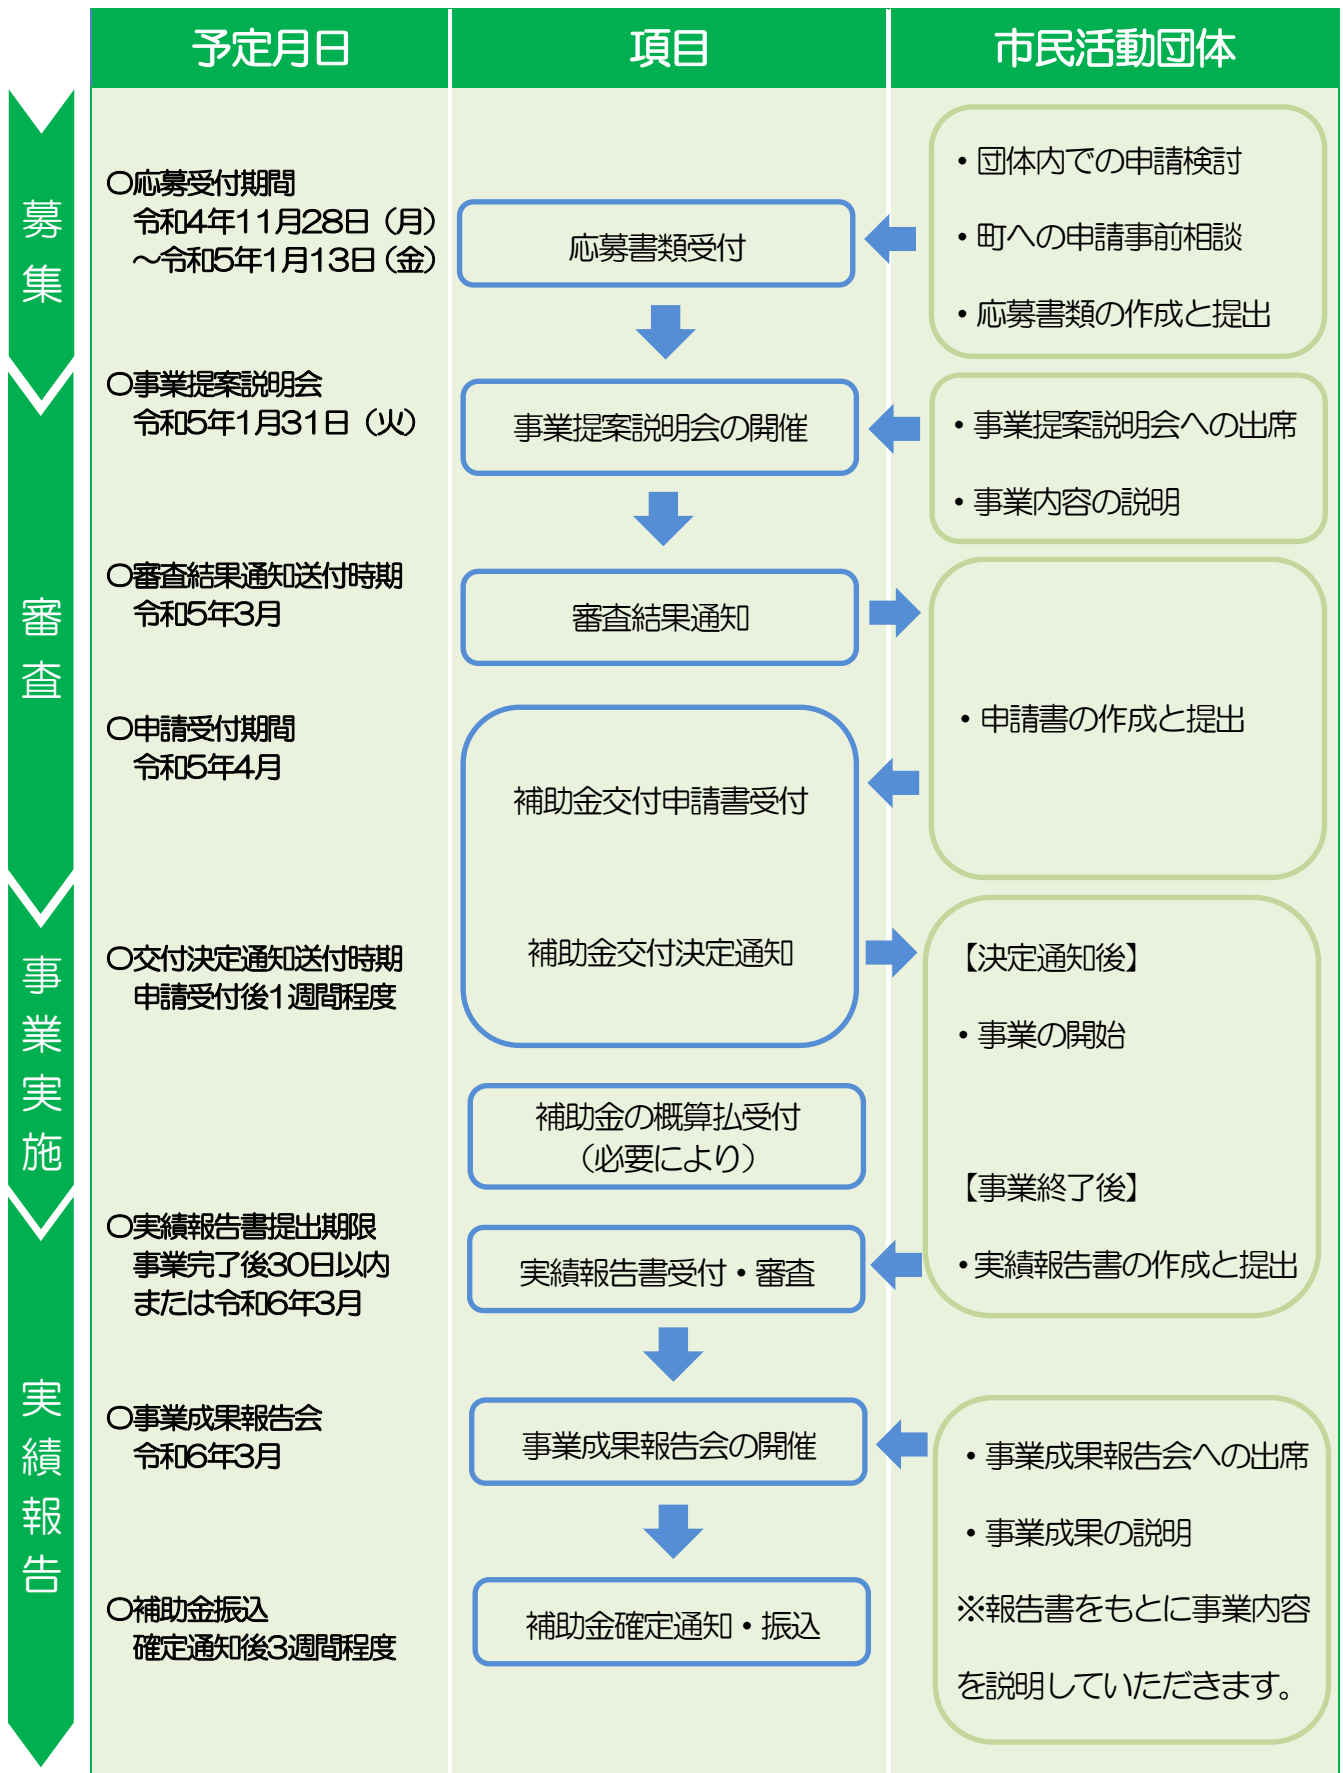 予定月日
項目
市民活動団体
募集
審査
事業実施
実績報告
〇応募受付期間
令和4年11月28日（月）
～令和5年1月13日（金）
〇事業提案説明会
令和5年1月31日（火）
〇審査結果通知送付時期
令和5年3月
〇申請受付期間
令和5年4月
〇交付決定通知送付時期
申請受付後1週間程度
〇実績報告書提出期限
事業完了後30日以内
または令和6年3月
〇事業成果報告会
令和6年3月
〇補助金振込
確定通知後3週間程度
応募書類受付
事業提案説明会の開催
審査結果通知
補助金交付申請書受付
補助金交付決定通知
補助金の概算払受付
（必要により）
実績報告書受付・審査
事業成果報告会の開催
補助金確定通知・振込
・団体内での申請検討
・町への申請事前相談
・応募書類の作成と提出
・事業提案説明会への出席
・事業内容の説明
・申請書の作成と提出
【決定通知後】
・事業の開始
【事業終了後】
・実績報告書の作成と提出
・事業成果報告会への出席
・事業成果の説明
※報告書をもとに事業内容
を説明していただきます。